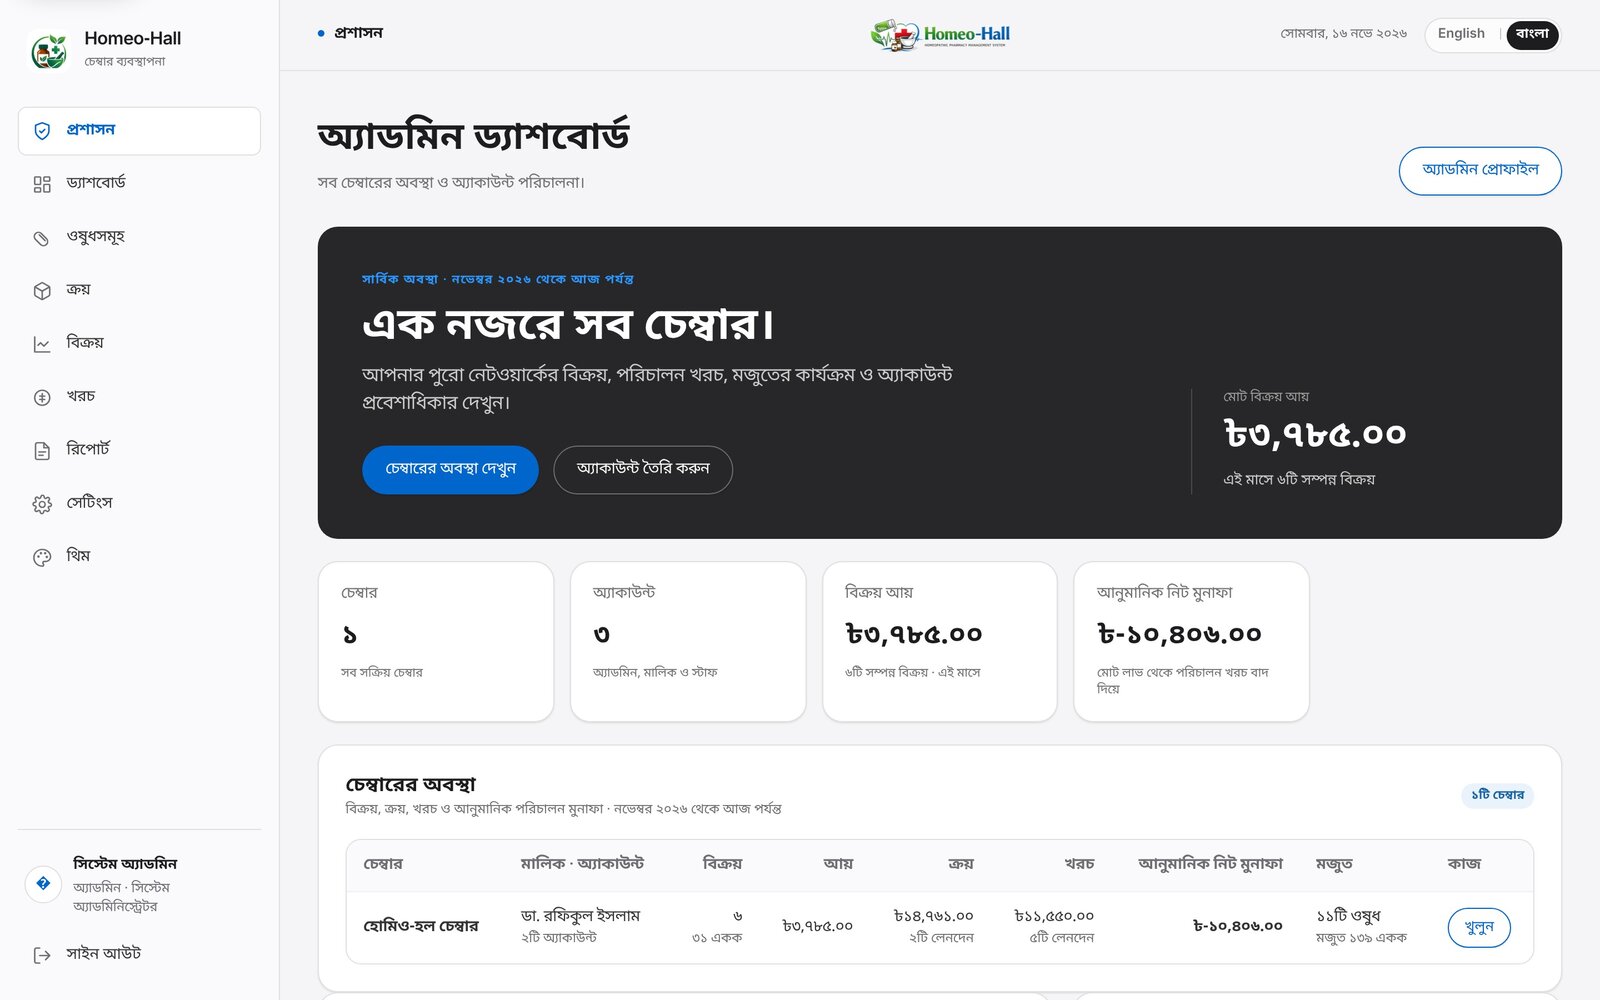 Homeo-Hall
চেম্বার ব্যবস্থাপনা
প্রশাসন
ড্যাশবোর্ড
ওষুধসমূহ
ক্রয়
বিক্রয়
খরচ
রিপোর্ট
সেটিংস
থিম
সিস্টেম অ্যাডমিন
অ্যাডমিন · সিস্টেম
অ্যাডমিনিস্ট্রেটর
সাইন আউট
প্রশাসন
Homeo-Hall
HOMEOPATHIC PHARMACY MANAGEMENT SYSTEM
সোমবার, ১৬ নভে ২০২৬
English
বাংলা
অ্যাডমিন ড্যাশবোর্ড
সব চেম্বারের অবস্থা ও অ্যাকাউন্ট পরিচালনা।
অ্যাডমিন প্রোফাইল
সার্বিক অবস্থা · নভেম্বর ২০২৬ থেকে আজ পর্যন্ত
এক নজরে সব চেম্বার।
আপনার পুরো নেটওয়ার্কের বিক্রয়, পরিচালন খরচ, মজুতের কার্যক্রম ও অ্যাকাউন্ট
প্রবেশাধিকার দেখুন।
চেম্বারের অবস্থা দেখুন
অ্যাকাউন্ট তৈরি করুন
মোট বিক্রয় আয়
৳৩,৭৮৫.০০
এই মাসে ৬টি সম্পন্ন বিক্রয়
চেম্বার
১
সব সক্রিয় চেম্বার
অ্যাকাউন্ট
৩
অ্যাডমিন, মালিক ও স্টাফ
বিক্রয় আয়
৳৩,৭৮৫.০০
৬টি সম্পন্ন বিক্রয় · এই মাসে
আনুমানিক নিট মুনাফা
৳-১০,৪০৬.০০
মোট লাভ থেকে পরিচালন খরচ বাদ
দিয়ে
চেম্বারের অবস্থা
বিক্রয়, ক্রয়, খরচ ও আনুমানিক পরিচালন মুনাফা · নভেম্বর ২০২৬ থেকে আজ পর্যন্ত
১টি চেম্বার
চেম্বার মালিক · অ্যাকাউন্ট বিক্রয় আয় ক্রয় খরচ আনুমানিক নিট মুনাফা মজুত কাজ
হোমিও-হল চেম্বার ডা. রফিকুল ইসলাম ৬ ৳৩,৭৮৫.০০ ৳১৪,৭৬১.০০ ৳১১,৫৫০.০০ ৳-১০,৪০৬.০০ ১১টি ওষুধ খুলুন
২টি অ্যাকাউন্ট ৩১ একক ২টি লেনদেন ৫টি লেনদেন মজুত ১৩৯ একক